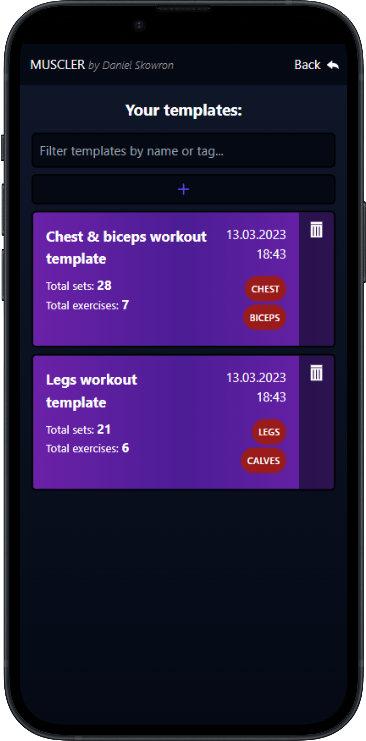 MUSCLER by Daniel Skowron Back
Your templates:
Filter templates by name or tag...
+
Chest & biceps workout 13.03.2023
template 18:43
Total sets: 28 CHEST
Total exercises: 7 BICEPS
Legs workout 13.03.2023
template 18:43
Total sets: 21 LEGS
Total exercises: 6 CALVES